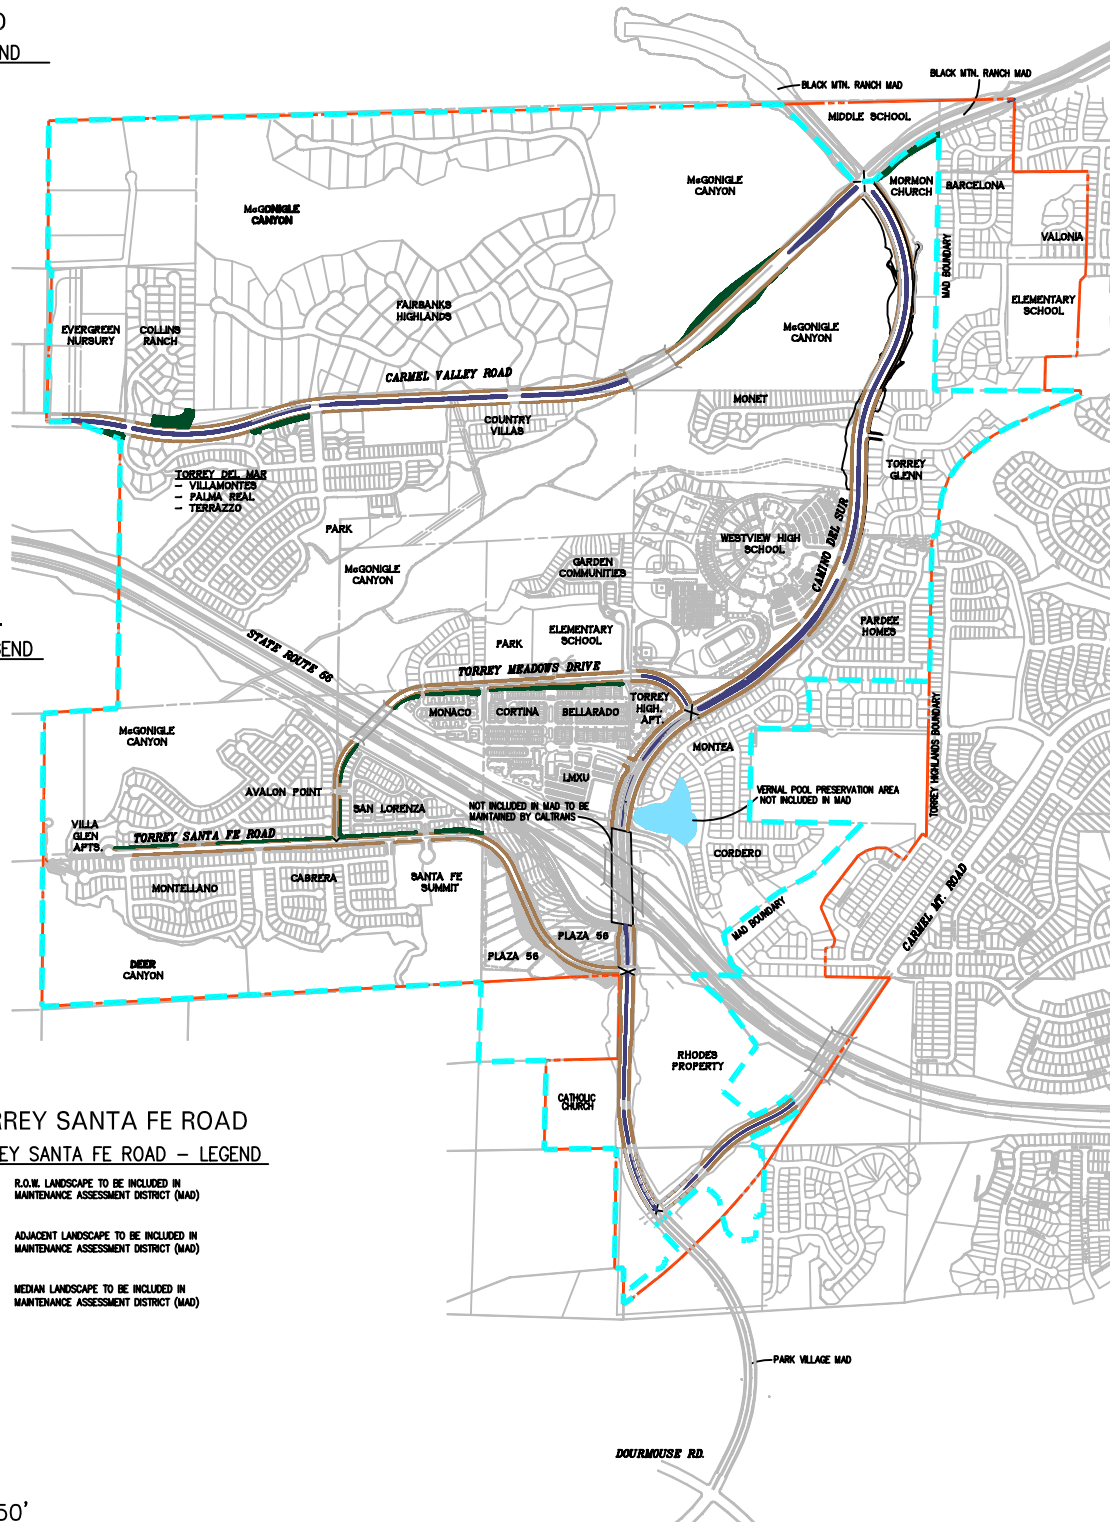 O
ND
BLACK MTN. RANCH MAD
BLACK MTN. RANCH MAD
MIDDLE SCHOOL
McGONIGLE
CANYON
MORMON
CHURCH
BARCELONA
McGONIGLE
CANYON
MAD BOUNDARY
VALONIA
FAIRBANKS
HIGHLANDS
ELEMENTARY
SCHOOL
EVERGREEN
NURSURY
COLLINS
RANCH
McGONIGLE
CANYON
CARMEL VALLEY ROAD
MONET
COUNTRY
VILLAS
TORREY
GLENN
TORREY DEL MAR
- VILLAMONTES
- PALMA REAL
- TERRAZZO
PARK
WESTVIEW HIGH
SCHOOL
CAMINO DEL SUR
McGONIGLE
CANYON
GARDEN
COMMUNITIES
PARDEE
HOMES
GEND
STATE ROUTE 56
PARK
ELEMENTARY
SCHOOL
TORREY MEADOWS DRIVE
MONACO
CORTINA
BELLARADO
TORREY
HIGH.
APT.
TORREY HIGHLANDS BOUNDARY
McGONIGLE
CANYON
MONTEA
LMXU
AVALON POINT
SAN LORENZA
NOT INCLUDED IN MAD TO BE
MAINTAINED BY CALTRANS
VERNAL POOL PRESERVATION AREA
NOT INCLUDED IN MAD
VILLA
GLEN
APTS.
TORREY SANTA FE ROAD
CORDERO
MONTELLANO
CABRERA
SANTA FE
SUMMIT
CARMEL MT. ROAD
MAD BOUNDARY
PLAZA 56
PLAZA 56
DEER
CANYON
RHODES
PROPERTY
CATHOLIC
CHURCH
RREY SANTA FE ROAD
EY SANTA FE ROAD - LEGEND
R.O.W. LANDSCAPE TO BE INCLUDED IN
MAINTENANCE ASSESSMENT DISTRICT (MAD)
ADJACENT LANDSCAPE TO BE INCLUDED IN
MAINTENANCE ASSESSMENT DISTRICT (MAD)
MEDIAN LANDSCAPE TO BE INCLUDED IN
MAINTENANCE ASSESSMENT DISTRICT (MAD)
PARK VILLAGE MAD
DOURMOUSE RD.
50'